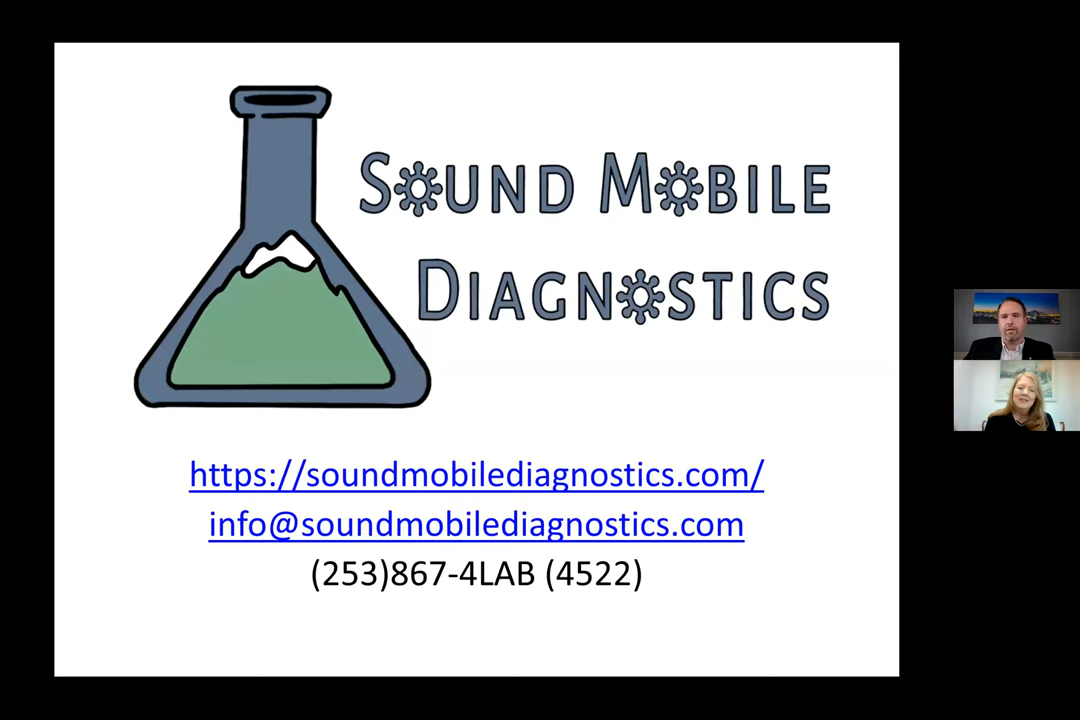 SOUND MOBILE
DIAGNOSTICS
https://soundmobilediagnostics.com/
info@soundmobilediagnostics.com
(253)867-4LAB (4522)